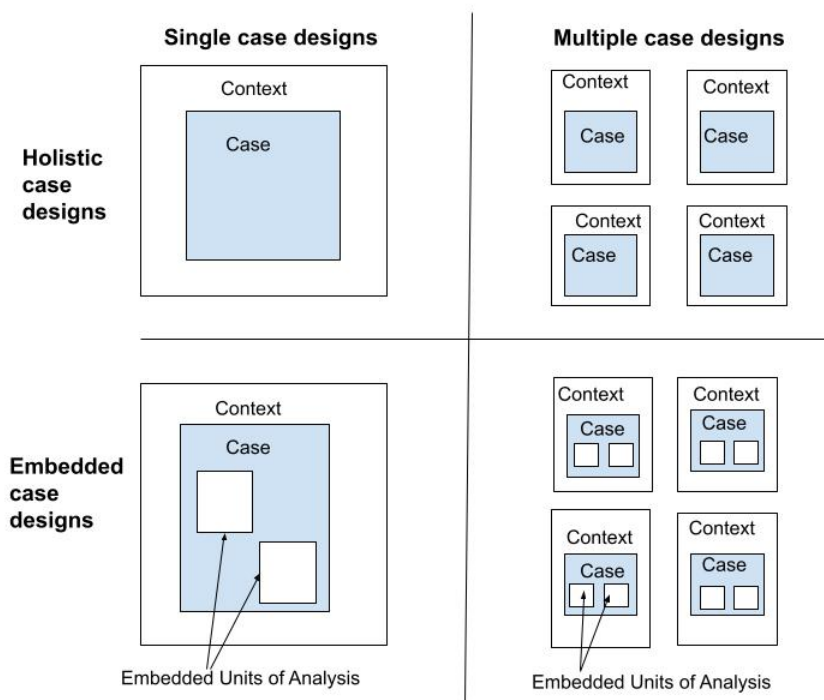 Single case designs
Multiple case designs
Holistic
case
designs
Context
Case
Context
Case
Context
Case
Context
Case
Context
Case
Embedded
case
designs
Context
Case
Embedded Units of Analysis
Context
Case
Context
Case
Context
Case
Context
Case
Embedded Units of Analysis